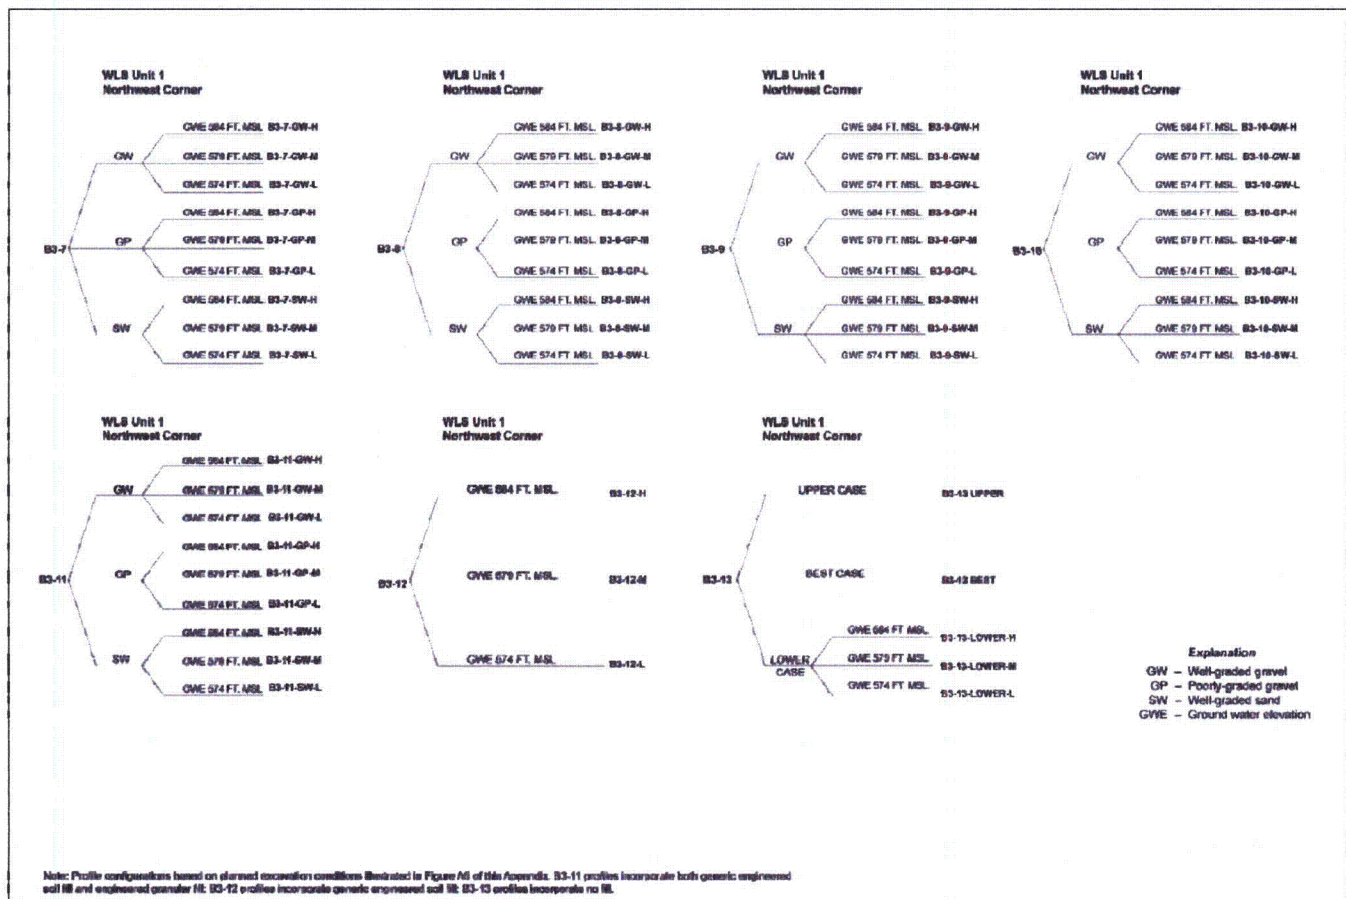 WLS Unit 1
Northwest Corner
B3-7
GW
GWE 584 FT. MSL B3-7-GW-H
GWE 579 FT. MSL B3-7-GW-M
GWE 574 FT. MSL B3-7-GW-L
GP
GWE 584 FT. MSL B3-7-GP-H
GWE 579 FT. MSL B3-7-GP-M
GWE 574 FT. MSL B3-7-GP-L
SW
GWE 584 FT. MSL B3-7-SW-H
GWE 579 FT. MSL B3-7-SW-M
GWE 574 FT. MSL B3-7-SW-L
WLS Unit 1
Northwest Corner
B3-8
GW
GWE 584 FT. MSL. B3-8-GW-H
GWE 579 FT. MSL. B3-8-GW-M
GWE 574 FT. MSL. B3-8-GW-L
GP
GWE 584 FT. MSL. B3-8-GP-H
GWE 579 FT. MSL. B3-8-GP-M
GWE 574 FT. MSL. B3-8-GP-L
SW
GWE 584 FT. MSL. B3-8-SW-H
GWE 579 FT. MSL. B3-8-SW-M
GWE 574 FT. MSL. B3-8-SW-L
WLS Unit 1
Northwest Corner
B3-9
GW
GWE 584 FT. MSL. B3-9-GW-H
GWE 579 FT. MSL. B3-9-GW-M
GWE 574 FT. MSL. B3-9-GW-L
GP
GWE 584 FT. MSL. B3-9-GP-H
GWE 579 FT. MSL. B3-9-GP-M
GWE 574 FT. MSL. B3-9-GP-L
SW
GWE 584 FT. MSL. B3-9-SW-H
GWE 579 FT. MSL. B3-9-SW-M
GWE 574 FT. MSL. B3-9-SW-L
WLS Unit 1
Northwest Corner
B3-10
GW
GWE 584 FT. MSL. B3-10-GW-H
GWE 579 FT. MSL. B3-10-GW-M
GWE 574 FT. MSL. B3-10-GW-L
GP
GWE 584 FT. MSL. B3-10-GP-H
GWE 579 FT. MSL. B3-10-GP-M
GWE 574 FT. MSL. B3-10-GP-L
SW
GWE 584 FT. MSL. B3-10-SW-H
GWE 579 FT. MSL. B3-10-SW-M
GWE 574 FT. MSL. B3-10-SW-L
WLS Unit 1
Northwest Corner
B3-11
GW
GWE 584 FT. MSL B3-11-GW-H
GWE 579 FT. MSL B3-11-GW-M
GWE 574 FT. MSL B3-11-GW-L
GP
GWE 584 FT. MSL B3-11-GP-H
GWE 579 FT. MSL B3-11-GP-M
GWE 574 FT. MSL B3-11-GP-L
SW
GWE 584 FT. MSL B3-11-SW-H
GWE 579 FT. MSL B3-11-SW-M
GWE 574 FT. MSL B3-11-SW-L
WLS Unit 1
Northwest Corner
B3-12
GWE 584 FT. MSL. B3-12-H
GWE 579 FT. MSL. B3-12-M
GWE 574 FT. MSL B3-12-L
WLS Unit 1
Northwest Corner
B3-13
UPPER CASE B3-13 UPPER
BEST CASE B3-13 BEST
LOWER
CASE
GWE 584 FT MSL. B3-13-LOWER-H
GWE 579 FT MSL. B3-13-LOWER-M
GWE 574 FT MSL. B3-13-LOWER-L
Explanation
GW – Well-graded gravel
GP – Poorly-graded gravel
SW – Well-graded sand
GWE – Ground water elevation
Note: Profile configurations based on planned excavation conditions illustrated in Figure A6 of this Appendix. B3-11 profiles incorporate both generic engineered
soil fill and engineered granular fill; B3-12 profiles incorporate generic engineered soil fill; B3-13 profiles incorporate no fill.